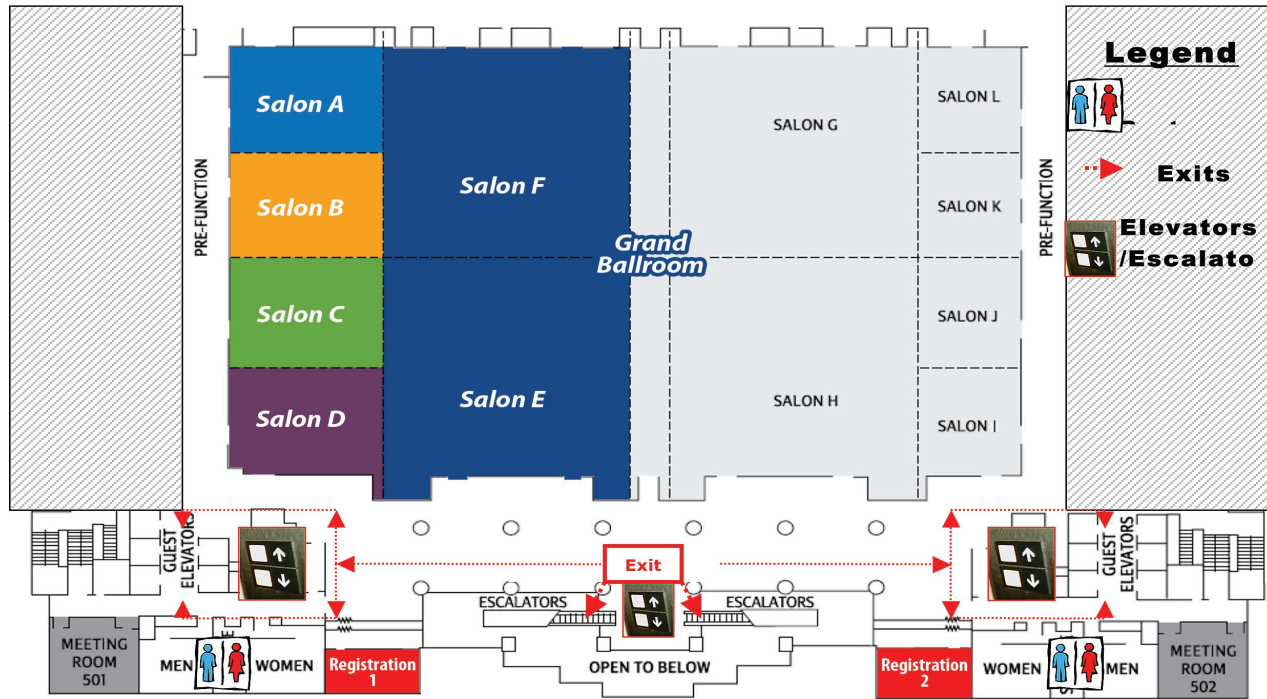 Legend
Exits
Elevators
/Escalato
Salon A
Salon B
Salon C
Salon D
Salon F
Salon E
Grand
Ballroom
SALON G
SALON H
SALON L
SALON K
SALON J
SALON I
PRE-FUNCTION
PRE-FUNCTION
GUEST
ELEVATORS
Exit
ESCALATORS
ESCALATORS
GUEST
ELEVATORS
MEETING
ROOM
501
MEN
WOMEN
Registration
1
OPEN TO BELOW
Registration
2
WOMEN
MEN
MEETING
ROOM
502